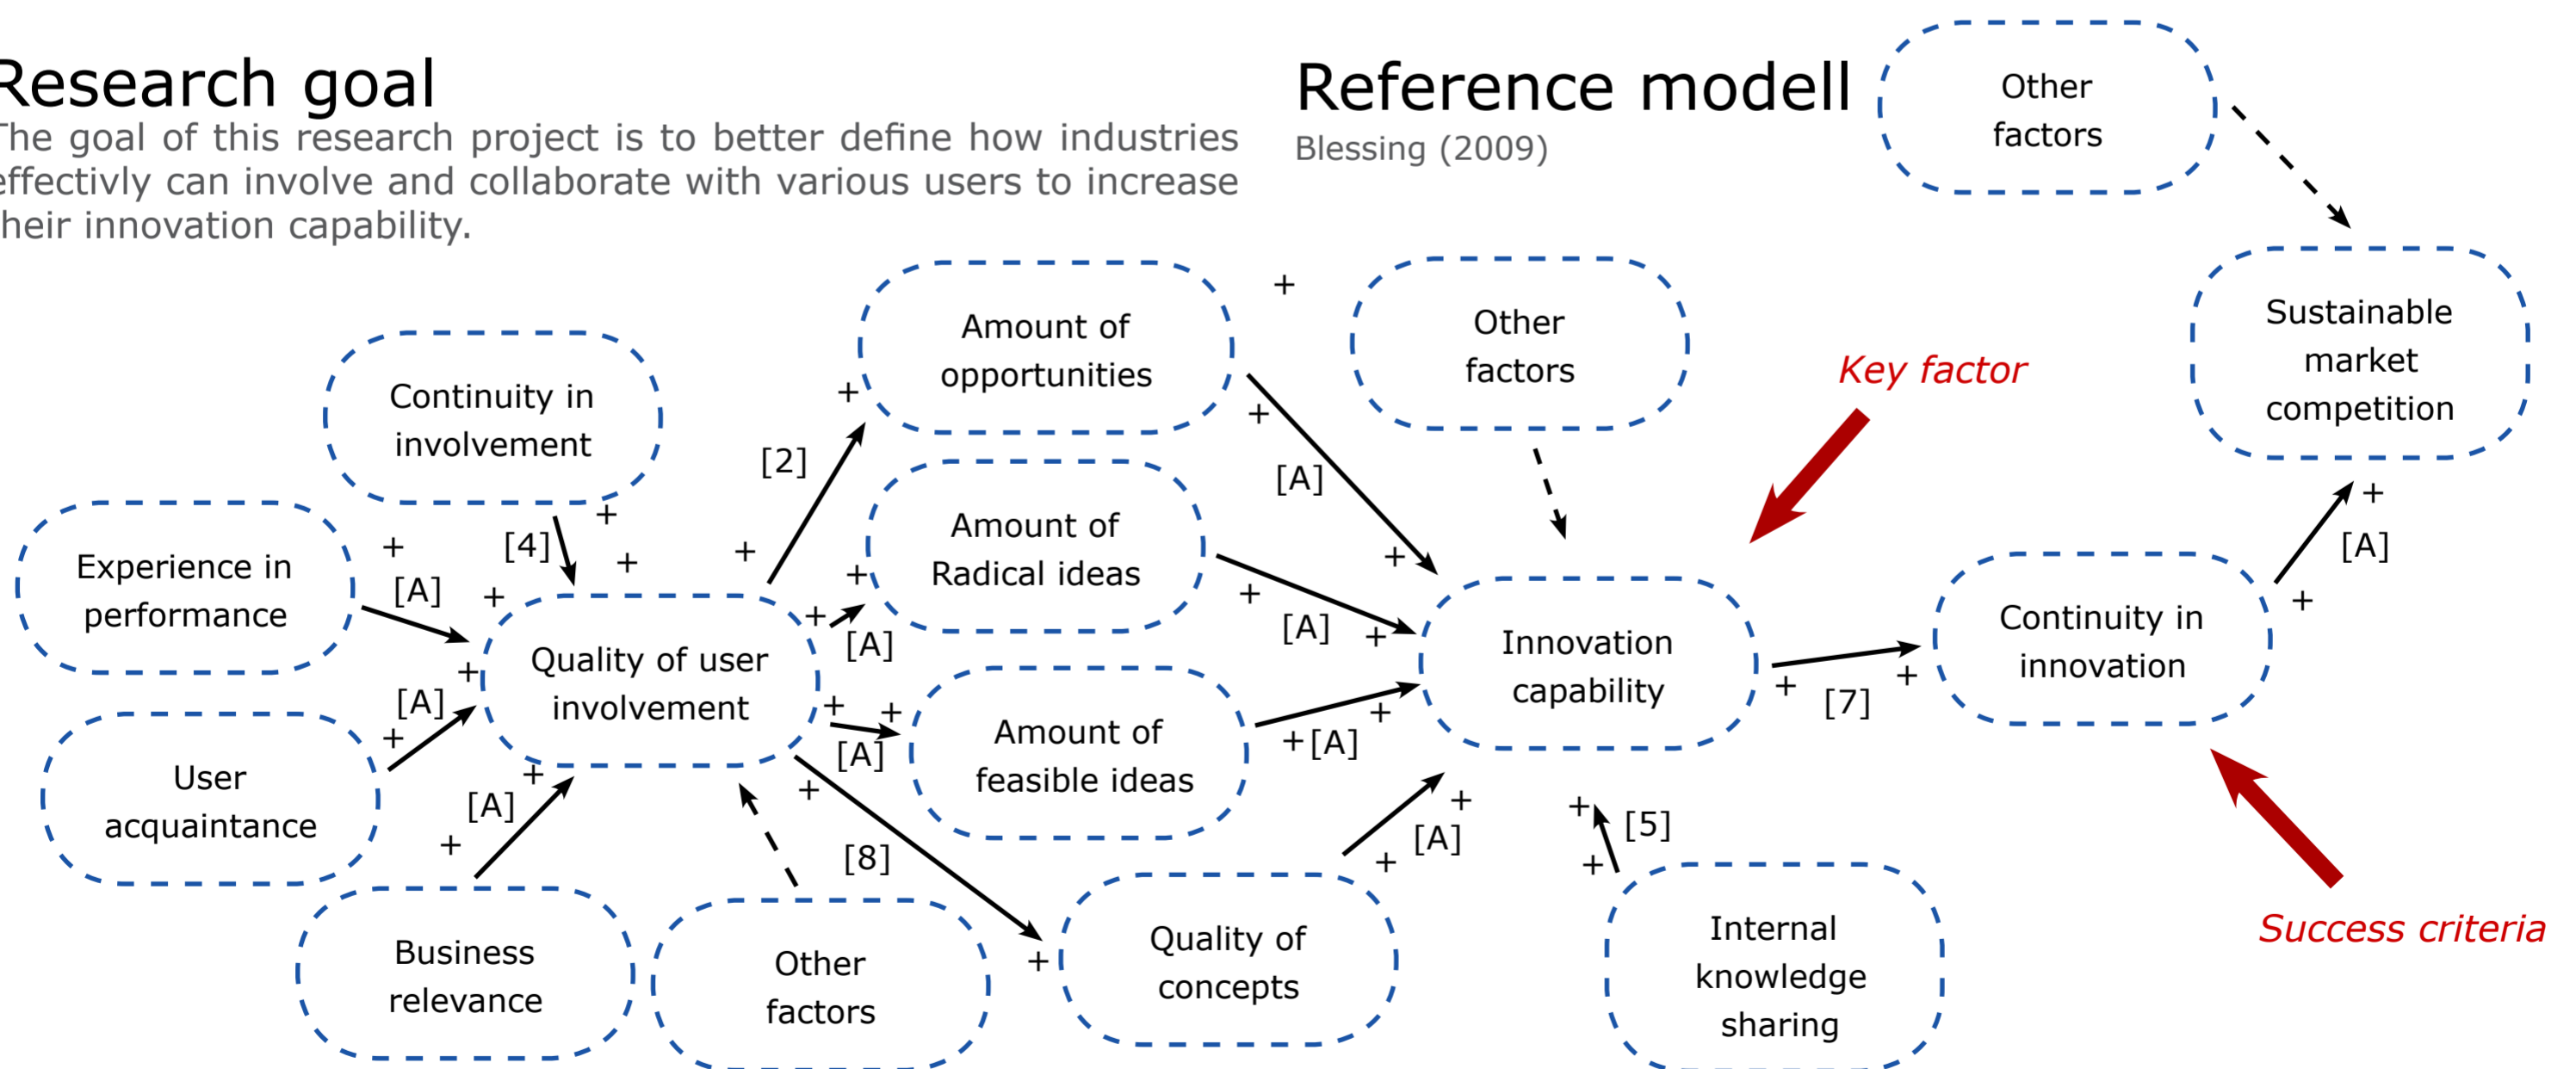 Research goal
The goal of this research project is to better define how industries
effectivly can involve and collaborate with various users to increase
their innovation capability.
Reference modell
Blessing (2009)
Other
factors
Sustainable
market
competition
+
[A]
+
Amount of
opportunities
+
+
[2]
+
+
+
[A]
+
Other
factors
Key factor
Continuity in
involvement
[4]
+
+
Experience in
performance
+
[A]
+
Amount of
Radical ideas
+
+
[A]
+
[A]
+
Quality of user
involvement
Innovation
capability
+
[7]
+
Continuity in
innovation
User
acquaintance
+
[A]
+
+
+
[A]
Amount of
feasible ideas
+[A]
+
Business
relevance
+
[A]
+
Other
factors
+
[8]
+
Quality of
concepts
+
[A]
+
+
[5]
+
Internal
knowledge
sharing
Success criteria